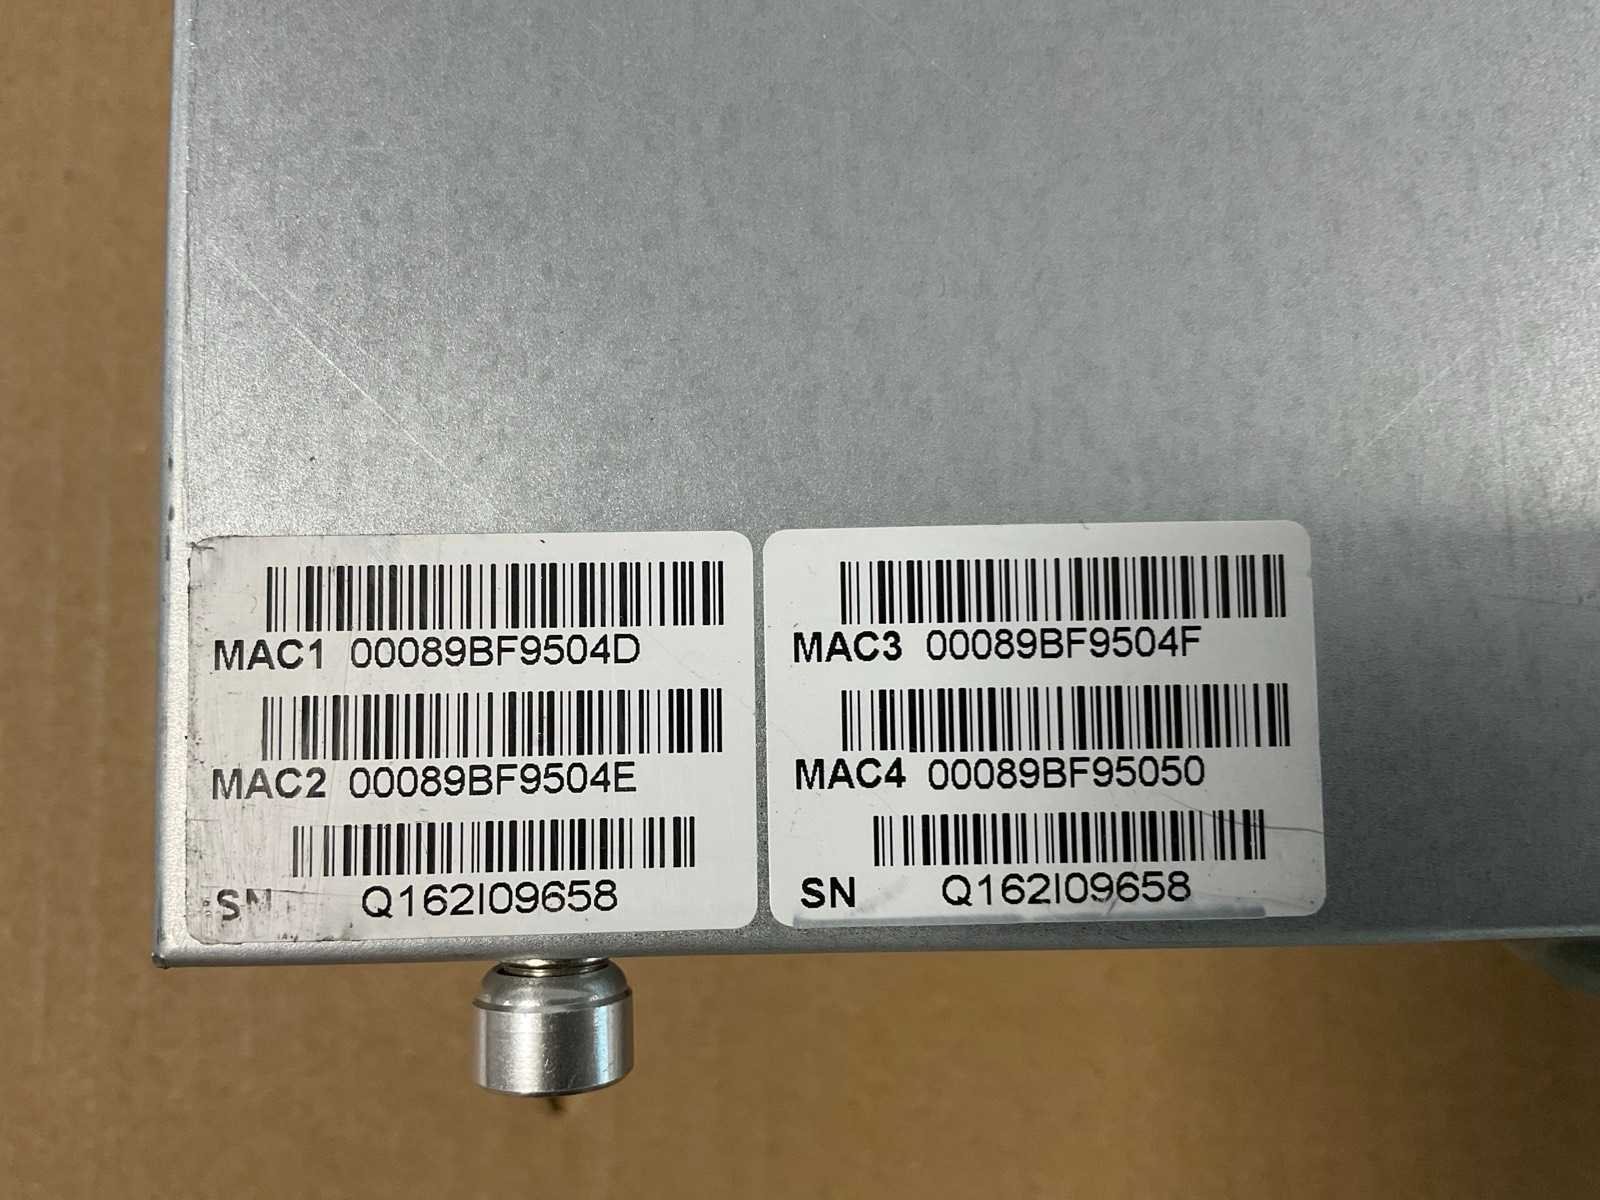 MAC1 00089BF9504D
MAC2 00089BF9504E
SN Q162I09658
MAC3 00089BF9504F
MAC4 00089BF95050
SN Q162I09658